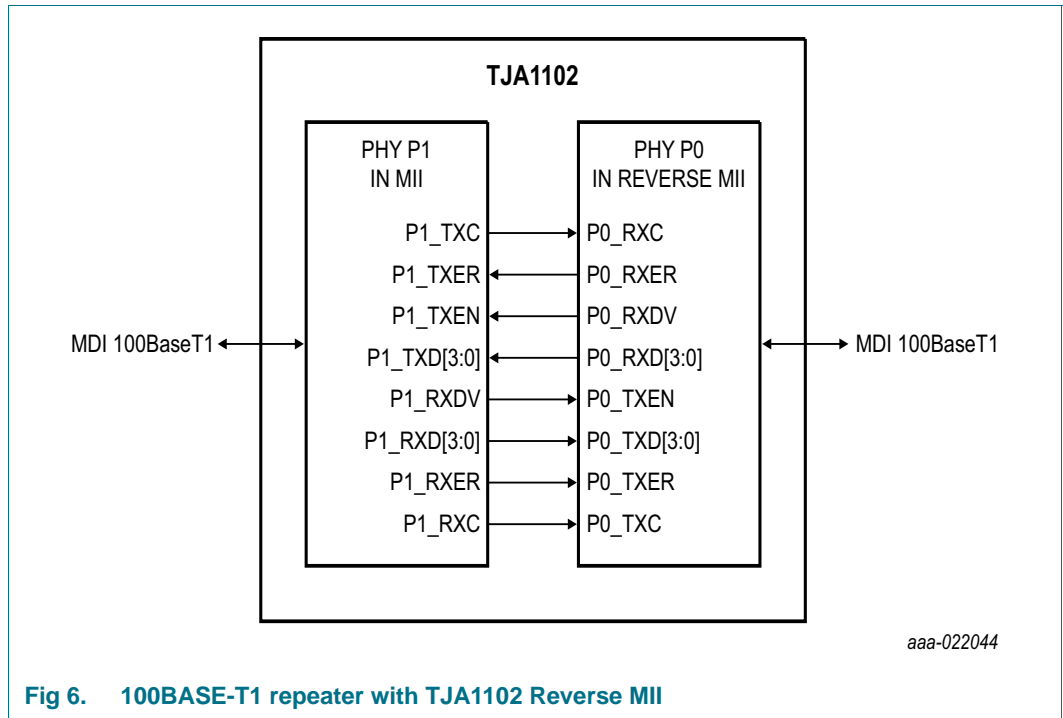 TJA1102
PHY P1
IN MII
PHY P0
IN REVERSE MII
P1_TXC
P0_RXC
P1_TXER
P0_RXER
P1_TXEN
P0_RXDV
MDI 100BaseT1
MDI 100BaseT1
P1_TXD[3:0]
P0_RXD[3:0]
P1_RXDV
P0_TXEN
P1_RXD[3:0]
P0_TXD[3:0]
P1_RXER
P0_TXER
P1_RXC
P0_TXC
aaa-022044
Fig 6. 100BASE-T1 repeater with TJA1102 Reverse MII